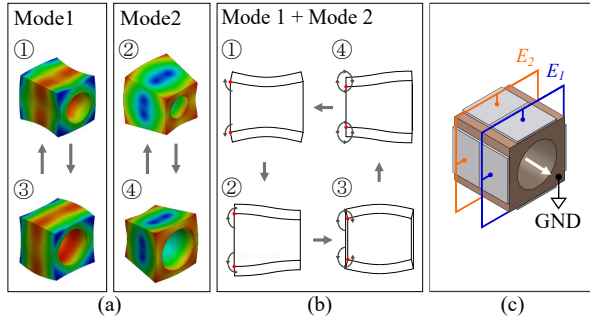 Mode1
①
③
Mode2
②
④
(a)
Mode 1 + Mode 2
①
④
②
③
(b)
E₂
E₁
GND
(c)